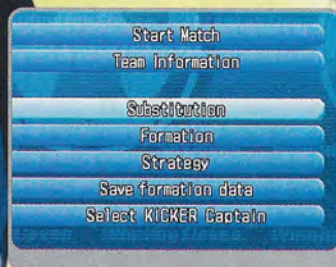 Start Match
Team Information
Substitution
Formation
Strategy
Save formation data
Select KICKER Captain